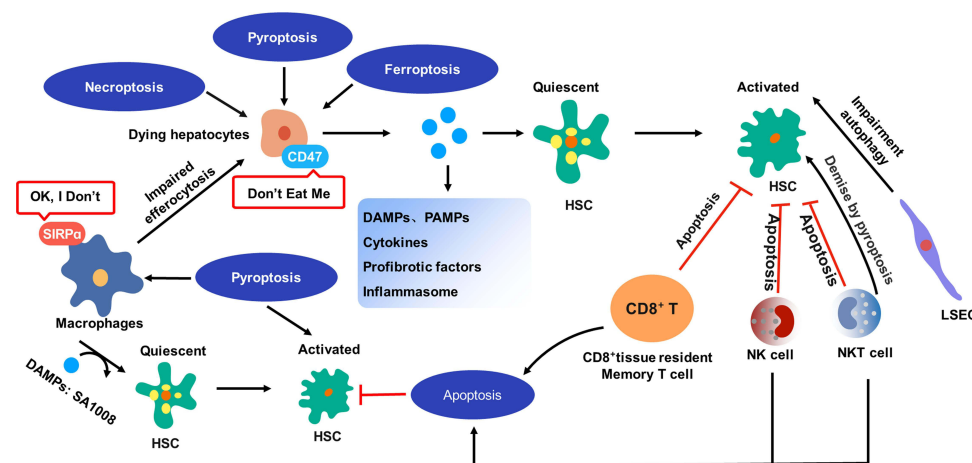 Pyroptosis
Necroptosis
Ferroptosis
Dying hepatocytes
CD47
Don't Eat Me
Impaired
efferocytosis
OK, I Don't
SIRPα
Macrophages
Pyroptosis
DAMPs: SA1008
Quiescent
HSC
Activated
HSC
Apoptosis
DAMPs、PAMPs
Cytokines
Profibrotic factors
Inflammasome
Quiescent
HSC
Activated
HSC
Impairment
autophagy
Demise by pyroptosis
Apoptosis
Apoptosis
Apoptosis
CD8⁺ T
CD8⁺tissue resident
Memory T cell
NK cell
NKT cell
LSEC